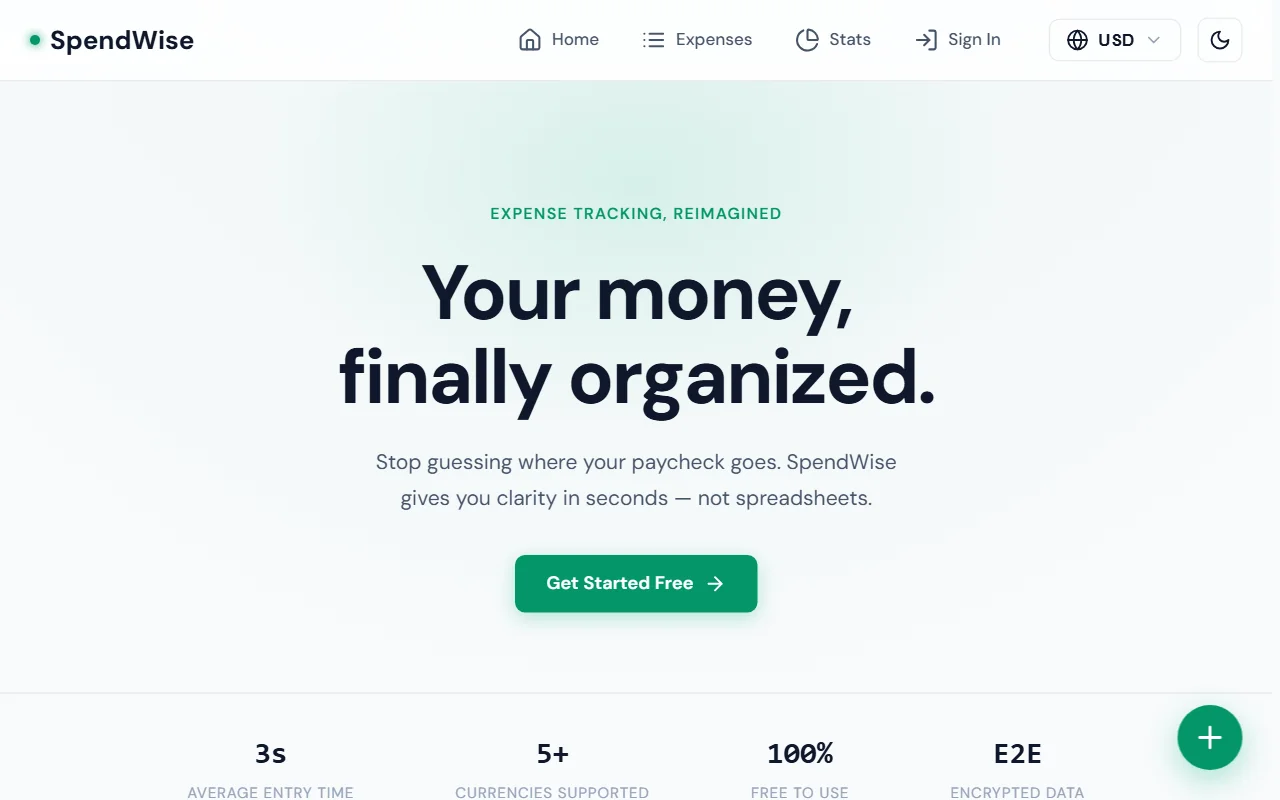 SpendWise
Home
Expenses
Stats
Sign In
USD
EXPENSE TRACKING, REIMAGINED
Your money,
finally organized.
Stop guessing where your paycheck goes. SpendWise
gives you clarity in seconds — not spreadsheets.
Get Started Free →
3s
5+
100%
E2E
AVERAGE ENTRY TIME
CURRENCIES SUPPORTED
FREE TO USE
ENCRYPTED DATA